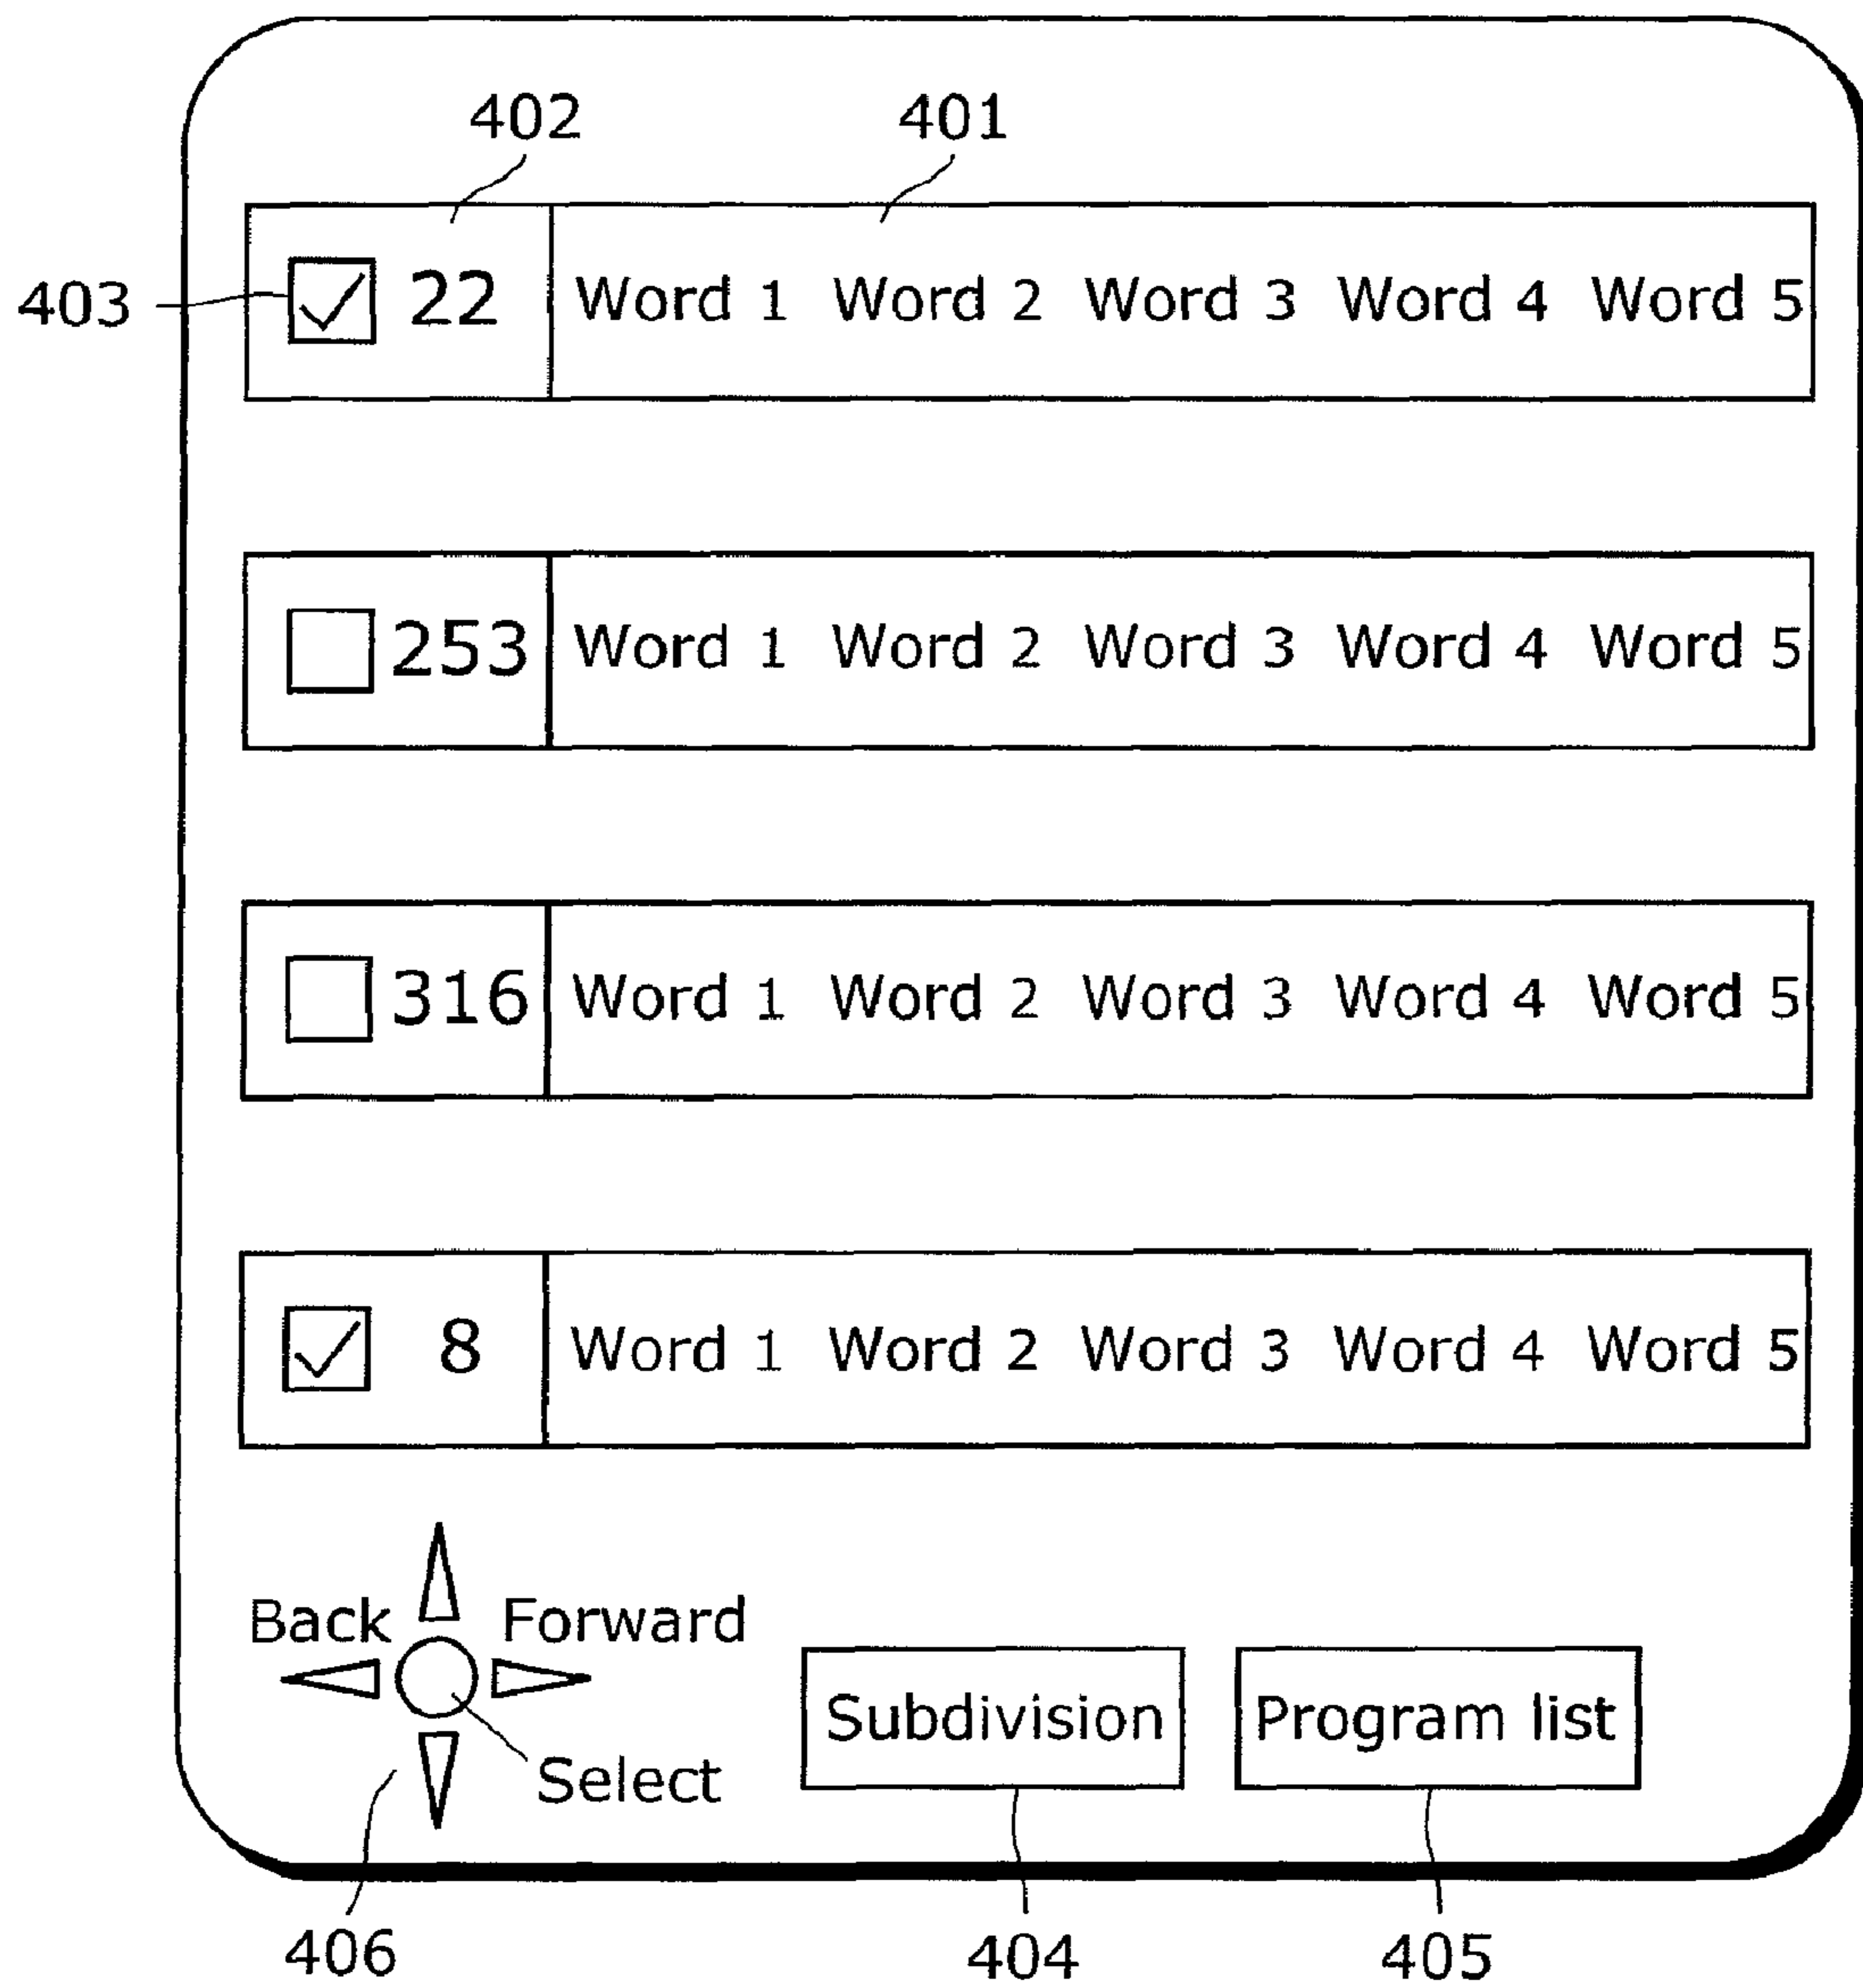 402 401
403 22 Word 1 Word 2 Word 3 Word 4 Word 5
253 Word 1 Word 2 Word 3 Word 4 Word 5
316 Word 1 Word 2 Word 3 Word 4 Word 5
8 Word 1 Word 2 Word 3 Word 4 Word 5
Back Forward
Subdivision Program list
Select
406 404 405